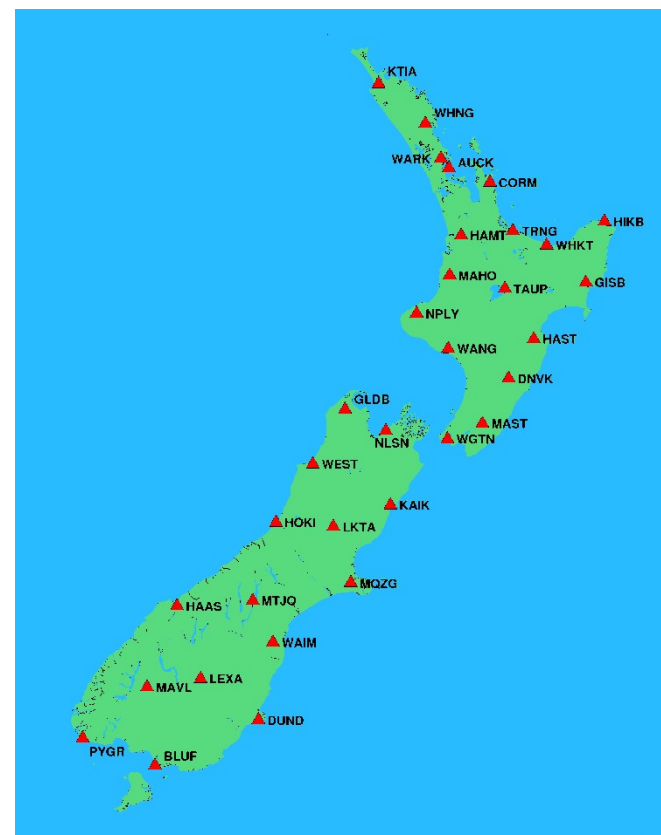 KTIA
WHNG
WARK
AUCK
CORM
HIKB
TRNG
HAMT
WHKT
MAHO
GISB
TAUP
NPLY
HAST
WANG
DNVK
GLDB
MAST
WGTN
NLSN
WEST
KAIK
HOKI
LKTA
MQZG
MTJQ
HAAS
WAIM
LEXA
MAVL
DUND
PYGR
BLUF